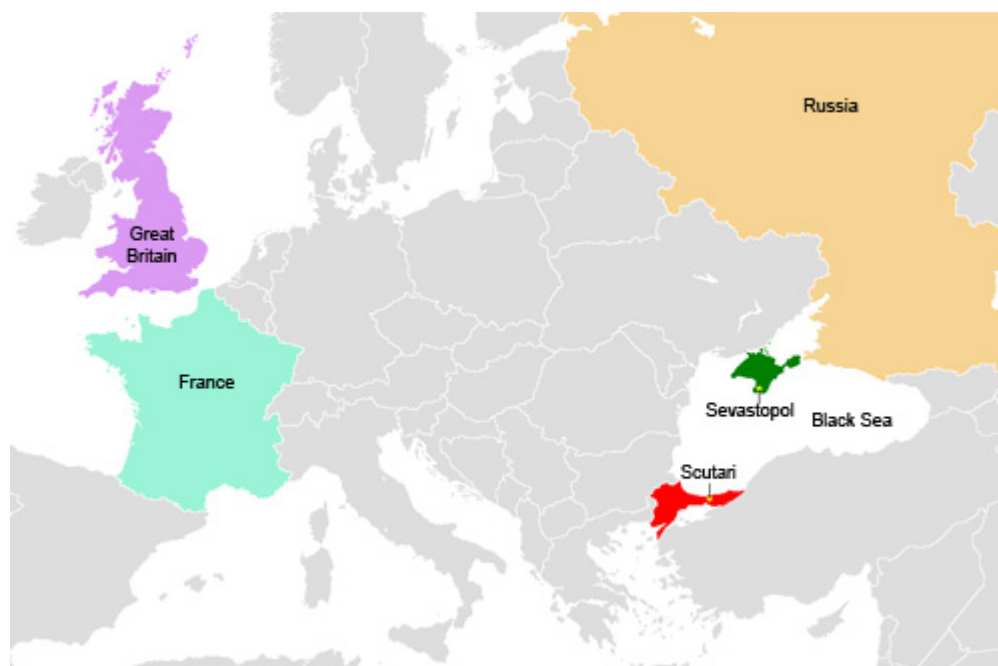 Russia
Great
Britain
France
Sevastopol
Black Sea
Scutari